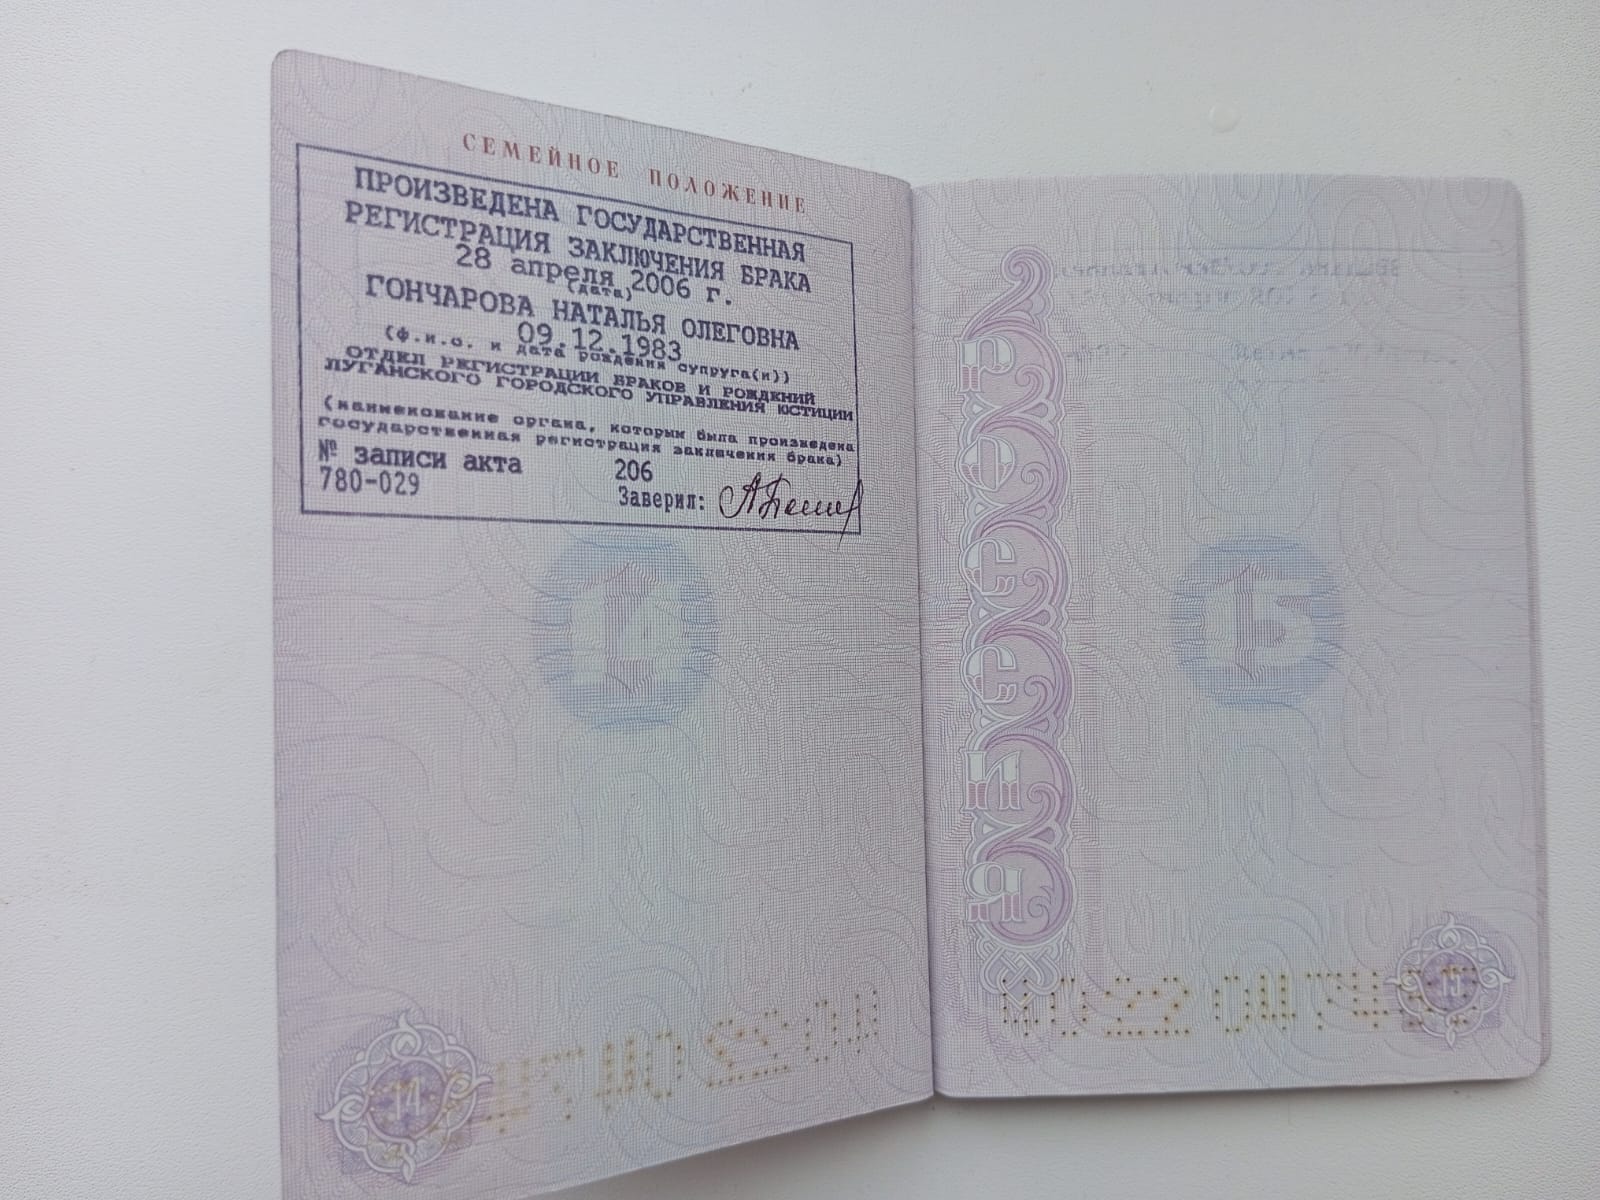 СЕМЕЙНОЕ ПОЛОЖЕНИЕ
ПРОИЗВЕДЕНА ГОСУДАРСТВЕННАЯ
РЕГИСТРАЦИЯ ЗАКЛЮЧЕНИЯ БРАКА
28 апреля 2006 г.
(дата)
ГОНЧАРОВА НАТАЛЬЯ ОЛЕГОВНА
09.12.1983
(ф.и.о. и дата рождения супруга(и))
ОТДЕЛ РЕГИСТРАЦИИ БРАКОВ И РОЖДЕНИЙ
ЛУГАНСКОГО ГОРОДСКОГО УПРАВЛЕНИЯ ЮСТИЦИИ
(наименование органа, которым была произведена
государственная регистрация заключения брака)
№ записи акта 206
780-029 Заверил:
14
14
РОССИЯ
15
15